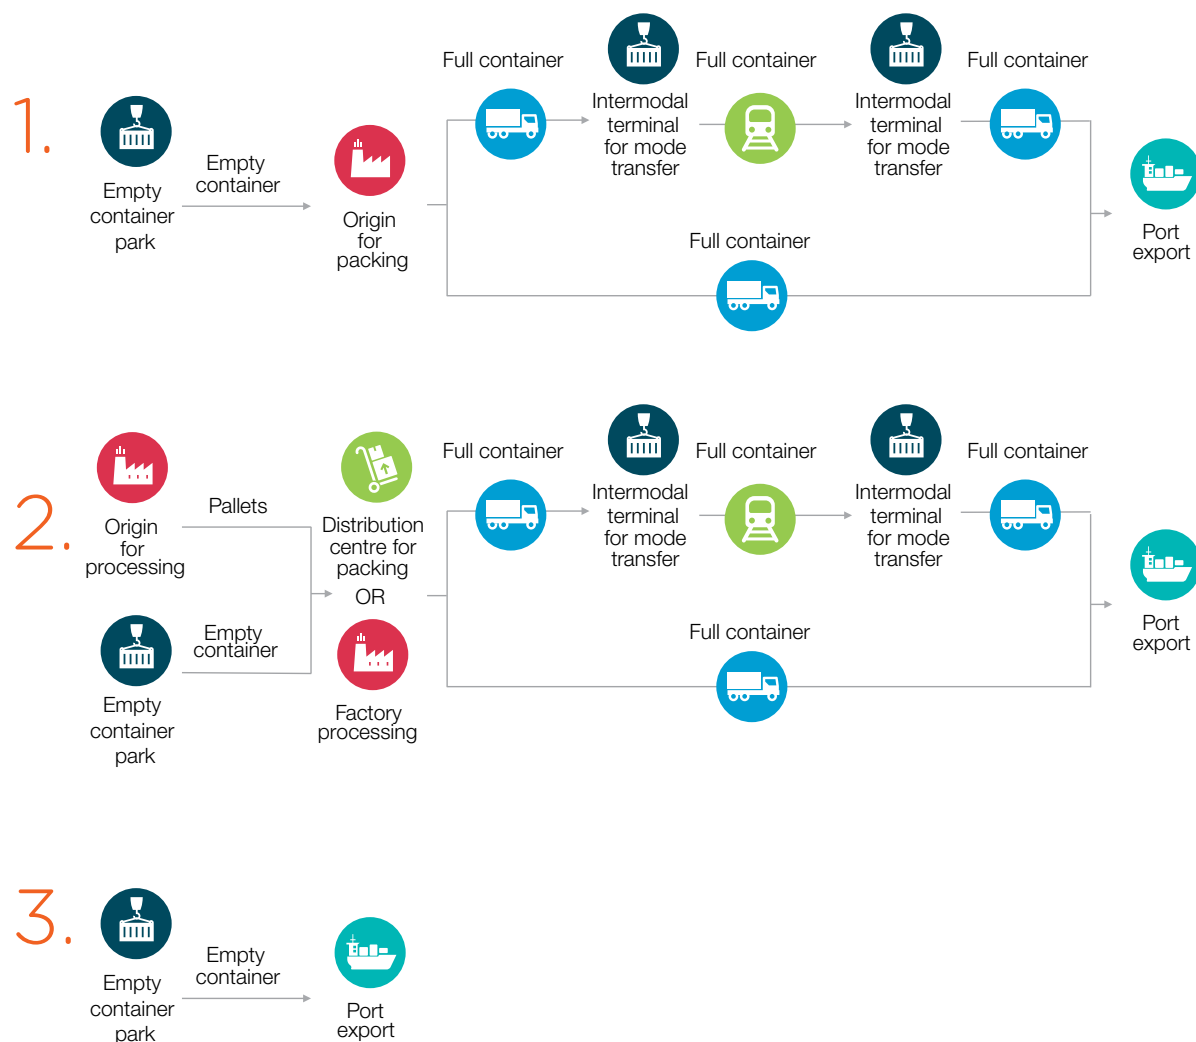 1.
Empty
container
park
Empty
container
Origin
for
packing
Full container
Intermodal
terminal
for mode
transfer
Full container
Intermodal
terminal
for mode
transfer
Full container
Full container
Port
export
2.
Origin
for
processing
Pallets
Empty
container
park
Empty
container
Distribution
centre for
packing
OR
Factory
processing
Full container
Intermodal
terminal
for mode
transfer
Full container
Intermodal
terminal
for mode
transfer
Full container
Full container
Port
export
3.
Empty
container
park
Empty
container
Port
export